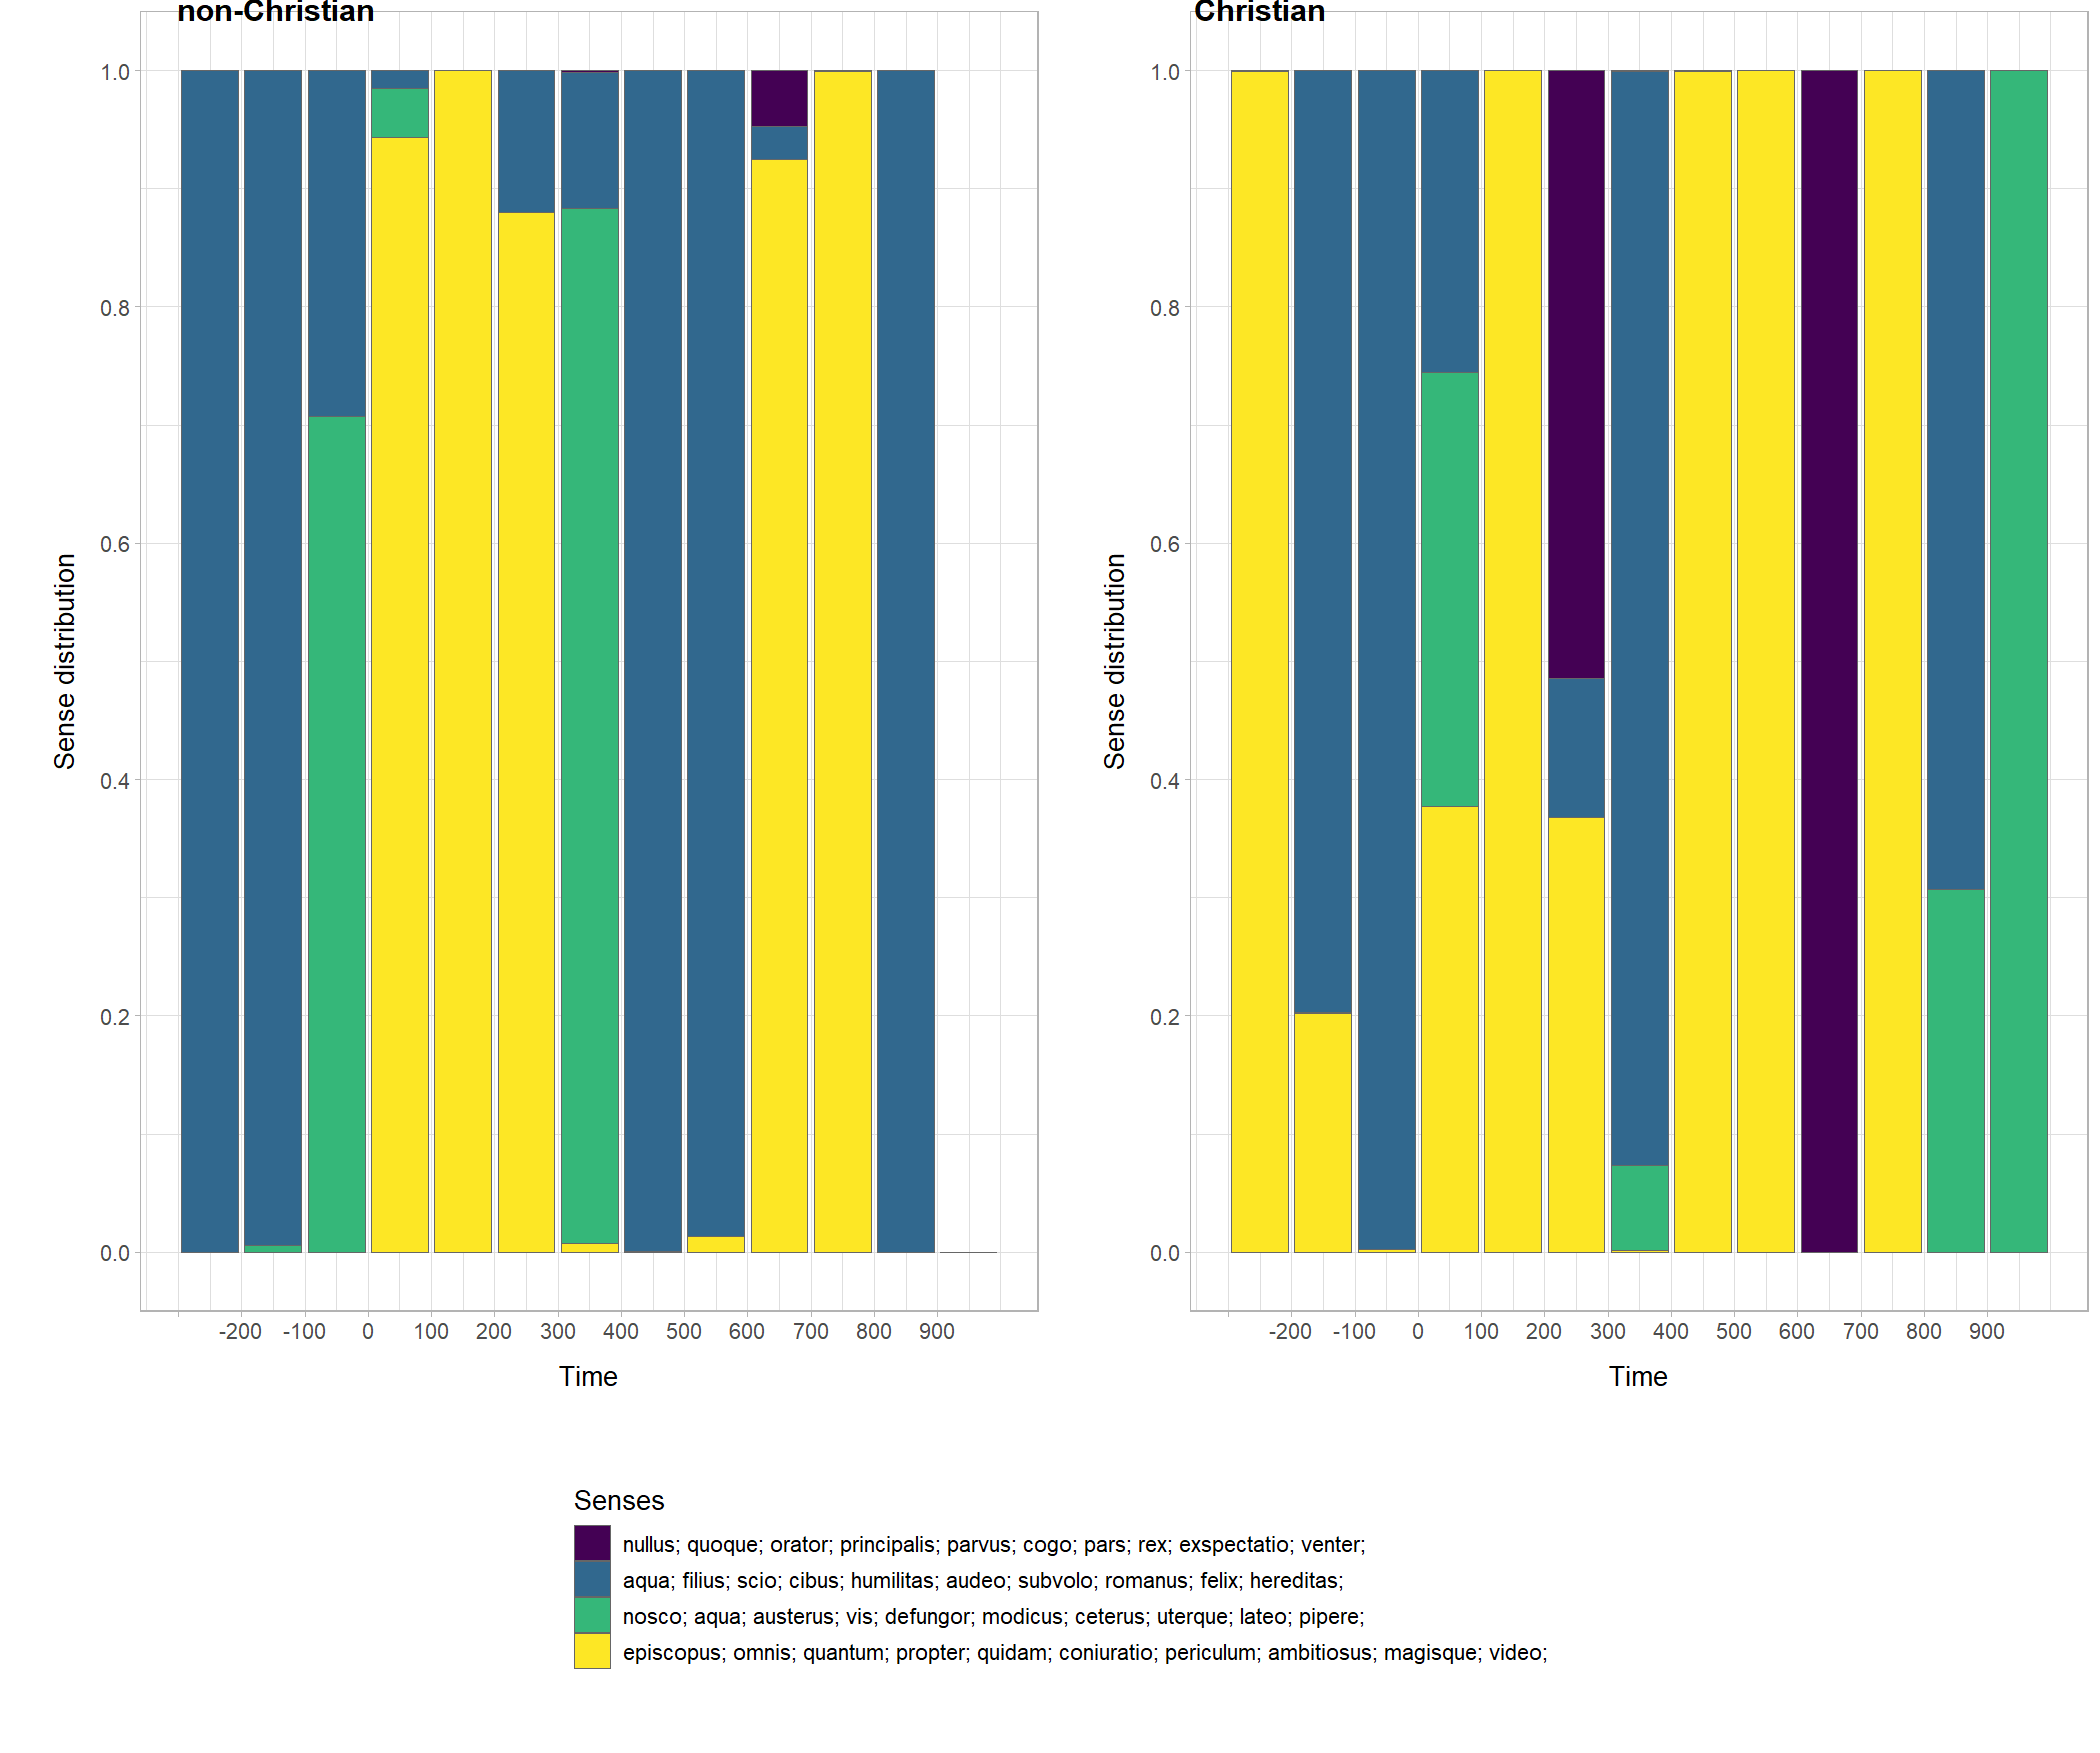 non-Christian
Christian
Sense distribution
1.0
0.8
0.6
0.4
0.2
0.0
-200 -100 0 100 200 300 400 500 600 700 800 900
Time
Sense distribution
1.0
0.8
0.6
0.4
0.2
0.0
-200 -100 0 100 200 300 400 500 600 700 800 900
Time
Senses
nullus; quoque; orator; principalis; parvus; cogo; pars; rex; exspectatio; venter;
aqua; filius; scio; cibus; humilitas; audeo; subvolo; romanus; felix; hereditas;
nosco; aqua; austerus; vis; defungor; modicus; ceterus; uterque; lateo; pipere;
episcopus; omnis; quantum; propter; quidam; coniuratio; periculum; ambitiosus; magisque; video;